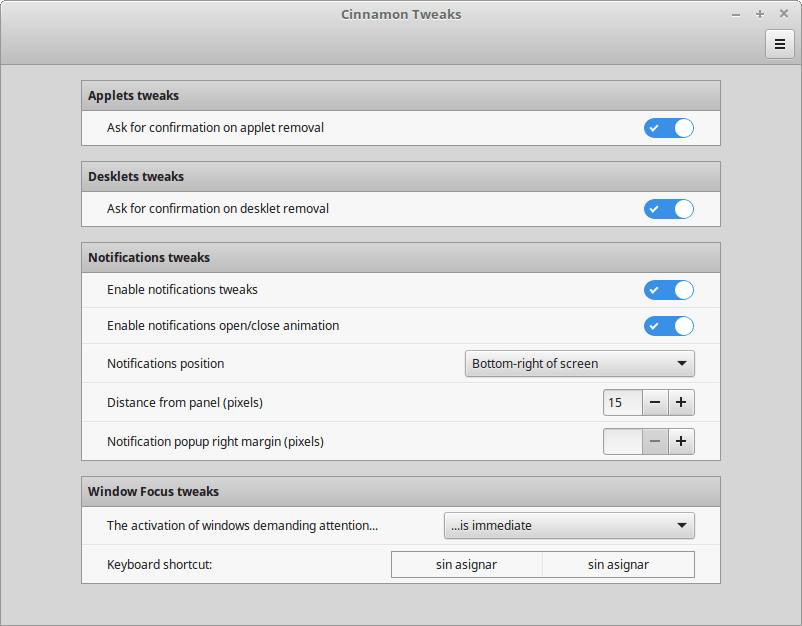 Cinnamon Tweaks
Applets tweaks
Ask for confirmation on applet removal
Desklets tweaks
Ask for confirmation on desklet removal
Notifications tweaks
Enable notifications tweaks
Enable notifications open/close animation
Notifications position Bottom-right of screen
Distance from panel (pixels) 15
Notification popup right margin (pixels)
Window Focus tweaks
The activation of windows demanding attention... ...is immediate
Keyboard shortcut: sin asignar sin asignar